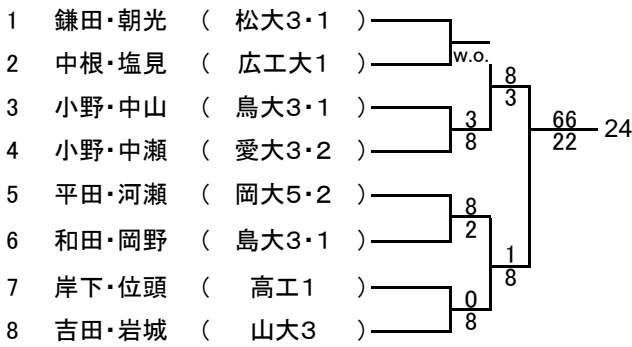 1 鎌田・朝光 ( 松大3・1 )
2 中根・塩見 ( 広工大1 )
w.o.
8
3
3 小野・中山 ( 鳥大3・1 )
3
8
4 小野・中瀬 ( 愛大3・2 )
66
22
24
5 平田・河瀬 ( 岡大5・2 )
8
2
6 和田・岡野 ( 島大3・1 )
1
8
7 岸下・位頭 ( 高工1 )
0
8
8 吉田・岩城 ( 山大3 )